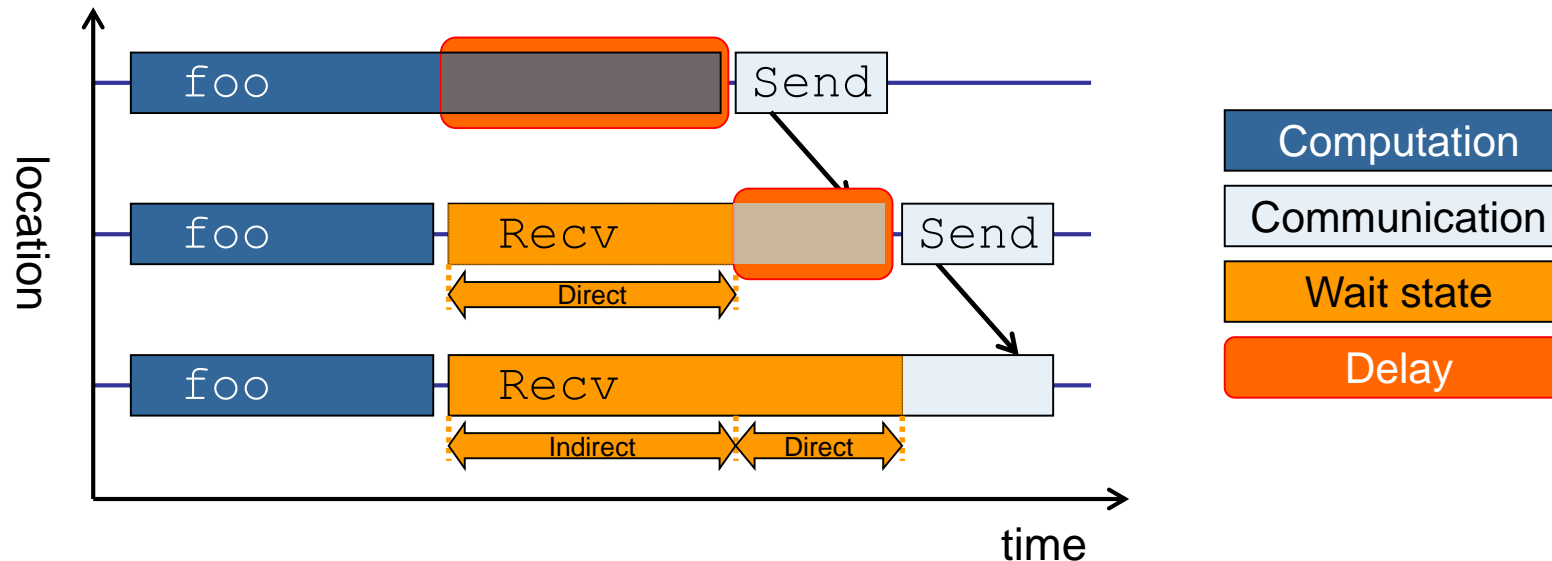 foo
Send
Computation
Communication
Wait state
Delay
location
foo
Recv
Send
Direct
foo
Recv
Indirect
Direct
time